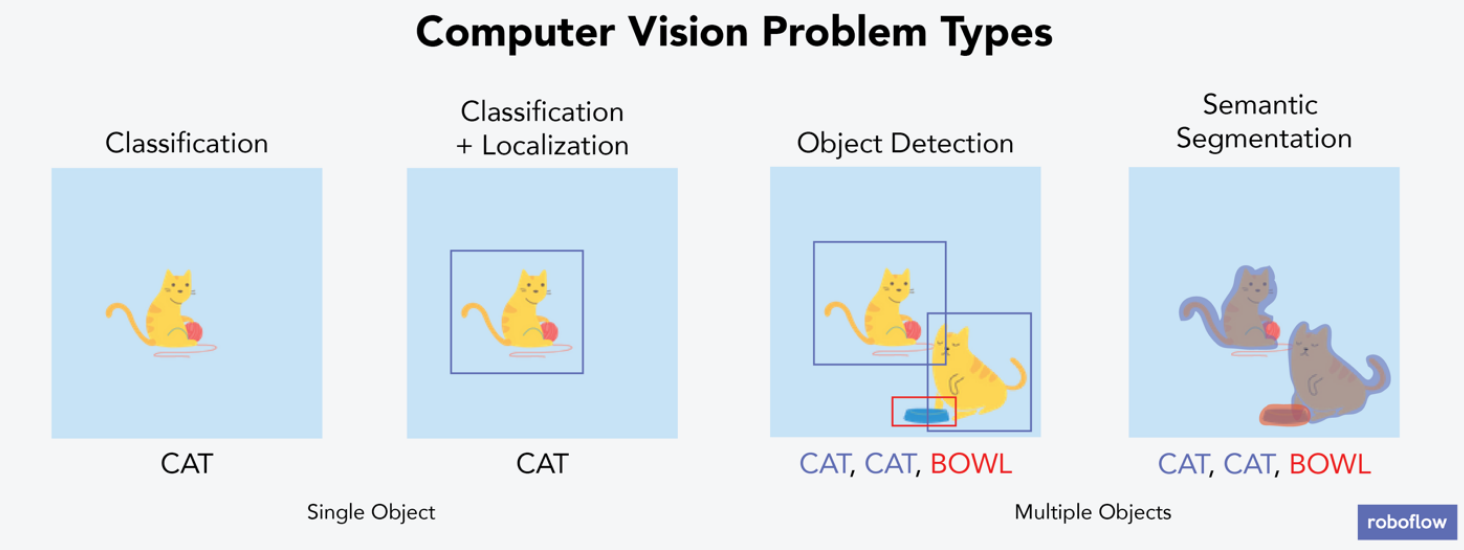 Computer Vision Problem Types
Classification
Classification
+ Localization
Object Detection
Semantic
Segmentation
CAT
CAT
CAT, CAT, BOWL
CAT, CAT, BOWL
Single Object
Multiple Objects
roboflow